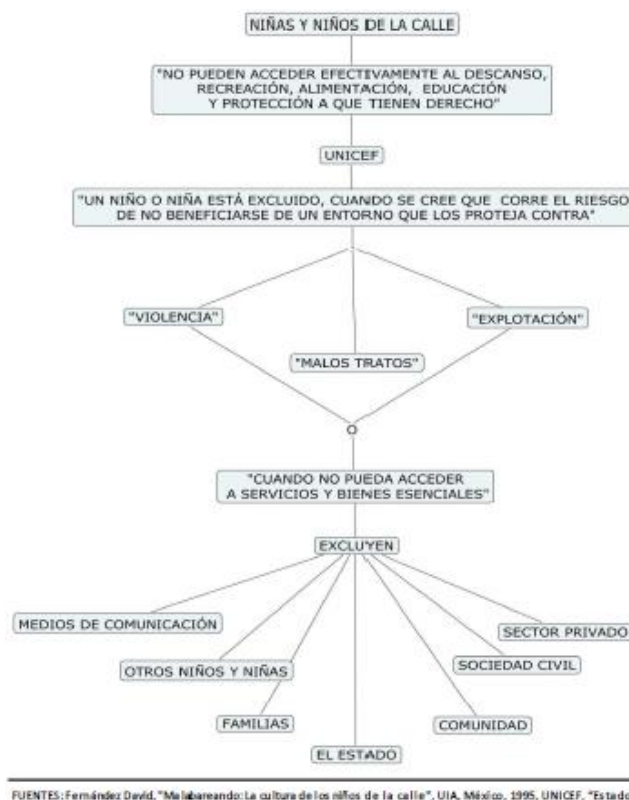 NIÑAS Y NIÑOS DE LA CALLE
"NO PUEDEN ACCEDER EFECTIVAMENTE AL DESCANSO,
RECREACIÓN, ALIMENTACIÓN, EDUCACIÓN
Y PROTECCIÓN A QUE TIENEN DERECHO"
UNICEF
"UN NIÑO O NIÑA ESTÁ EXCLUIDO, CUANDO SE CREE QUE CORRE EL RIESGO
DE NO BENEFICIARSE DE UN ENTORNO QUE LOS PROTEJA CONTRA"
"VIOLENCIA"
"EXPLOTACIÓN"
"MALOS TRATOS"
O
"CUANDO NO PUEDA ACCEDER
A SERVICIOS Y BIENES ESENCIALES"
EXCLUYEN
MEDIOS DE COMUNICACIÓN
SECTOR PRIVADO
OTROS NIÑOS Y NIÑAS
SOCIEDAD CIVIL
FAMILIAS
COMUNIDAD
EL ESTADO
FUENTES: Fernández David. "Malabareando: La cultura de los niños de la calle". UIA. México. 1995. UNICEF. "Estado